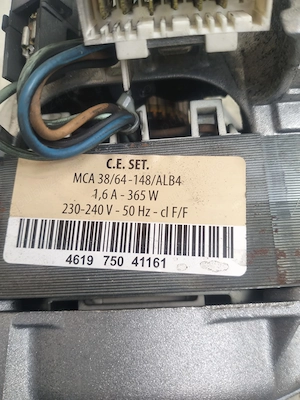 C.E. SET.
MCA 38/64-148/ALB4
1,6 A - 365 W
230-240 V - 50 Hz - cl F/F
4619 750 41161